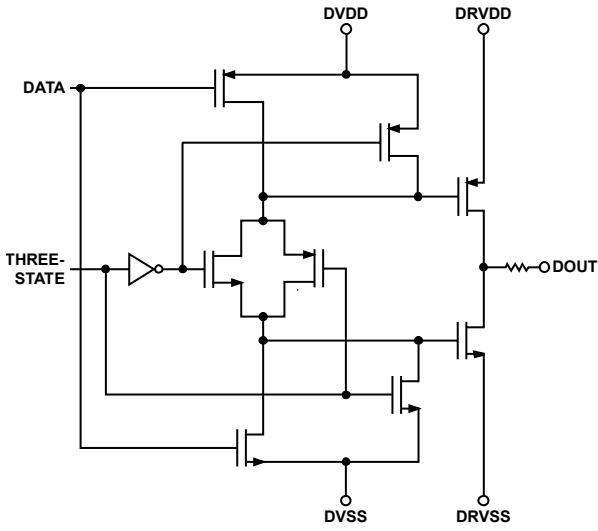 DVDD
DRVDD
DATA
THREE-
STATE
DOUT
DVSS
DRVSS